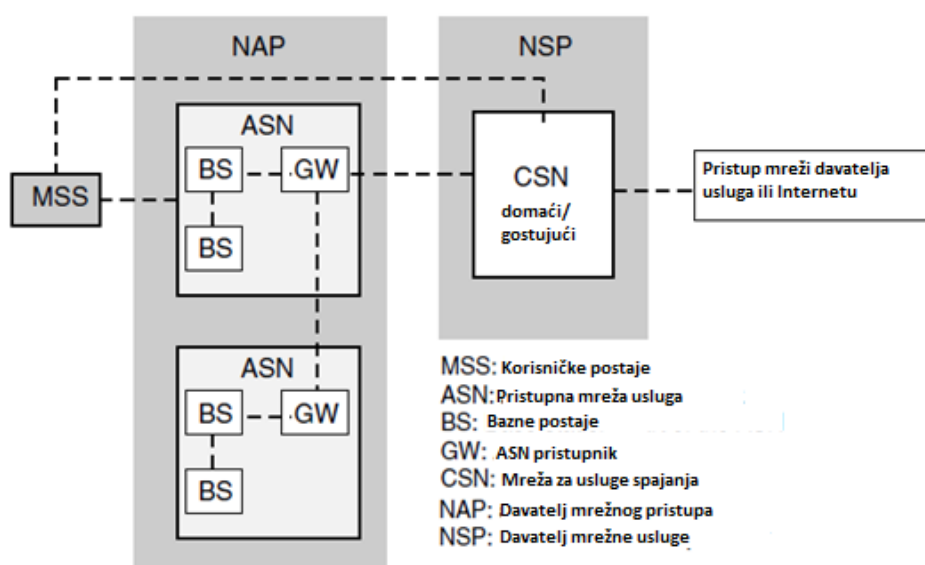 NAP
NSP
ASN
BS
GW
BS
MSS
CSN
domaći/
gostujući
Pristup mreži davatelja
usluga ili Internetu
ASN
BS
GW
BS
MSS: Korisničke postaje
ASN: Pristupna mreža usluga
BS: Bazne postaje
GW: ASN pristupnik
CSN: Mreža za usluge spajanja
NAP: Davatelj mrežnog pristupa
NSP: Davatelj mrežne usluge